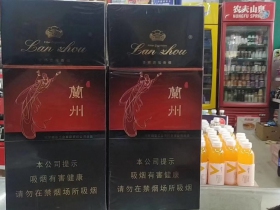 农夫山泉
NONGFU SPRING
Lan zhou
Lan zhou
蘭州
蘭州
本公司提示
吸烟有害健康
请勿在禁烟场所吸烟
本公司提示
吸烟有害健康
请勿在禁烟场所吸烟